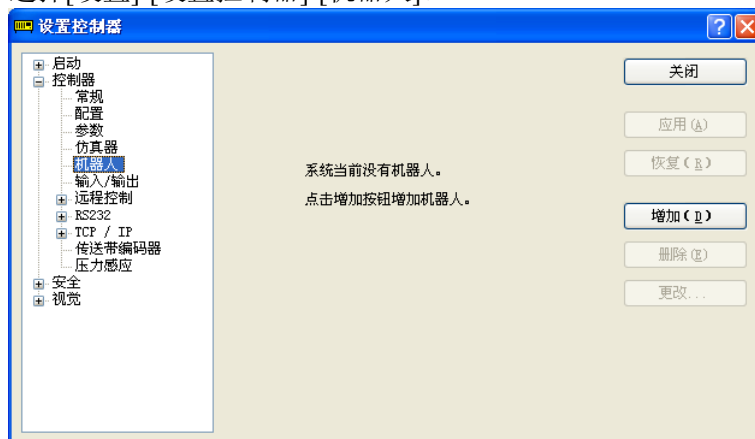 设置控制器
启动
控制器
常规
配置
参数
仿真器
机器人
输入/输出
远程控制
RS232
TCP / IP
传送带编码器
压力感应
安全
视觉
系统当前没有机器人。
点击增加按钮增加机器人。
关闭
应用(A)
恢复(R)
增加(D)
删除(E)
更改...